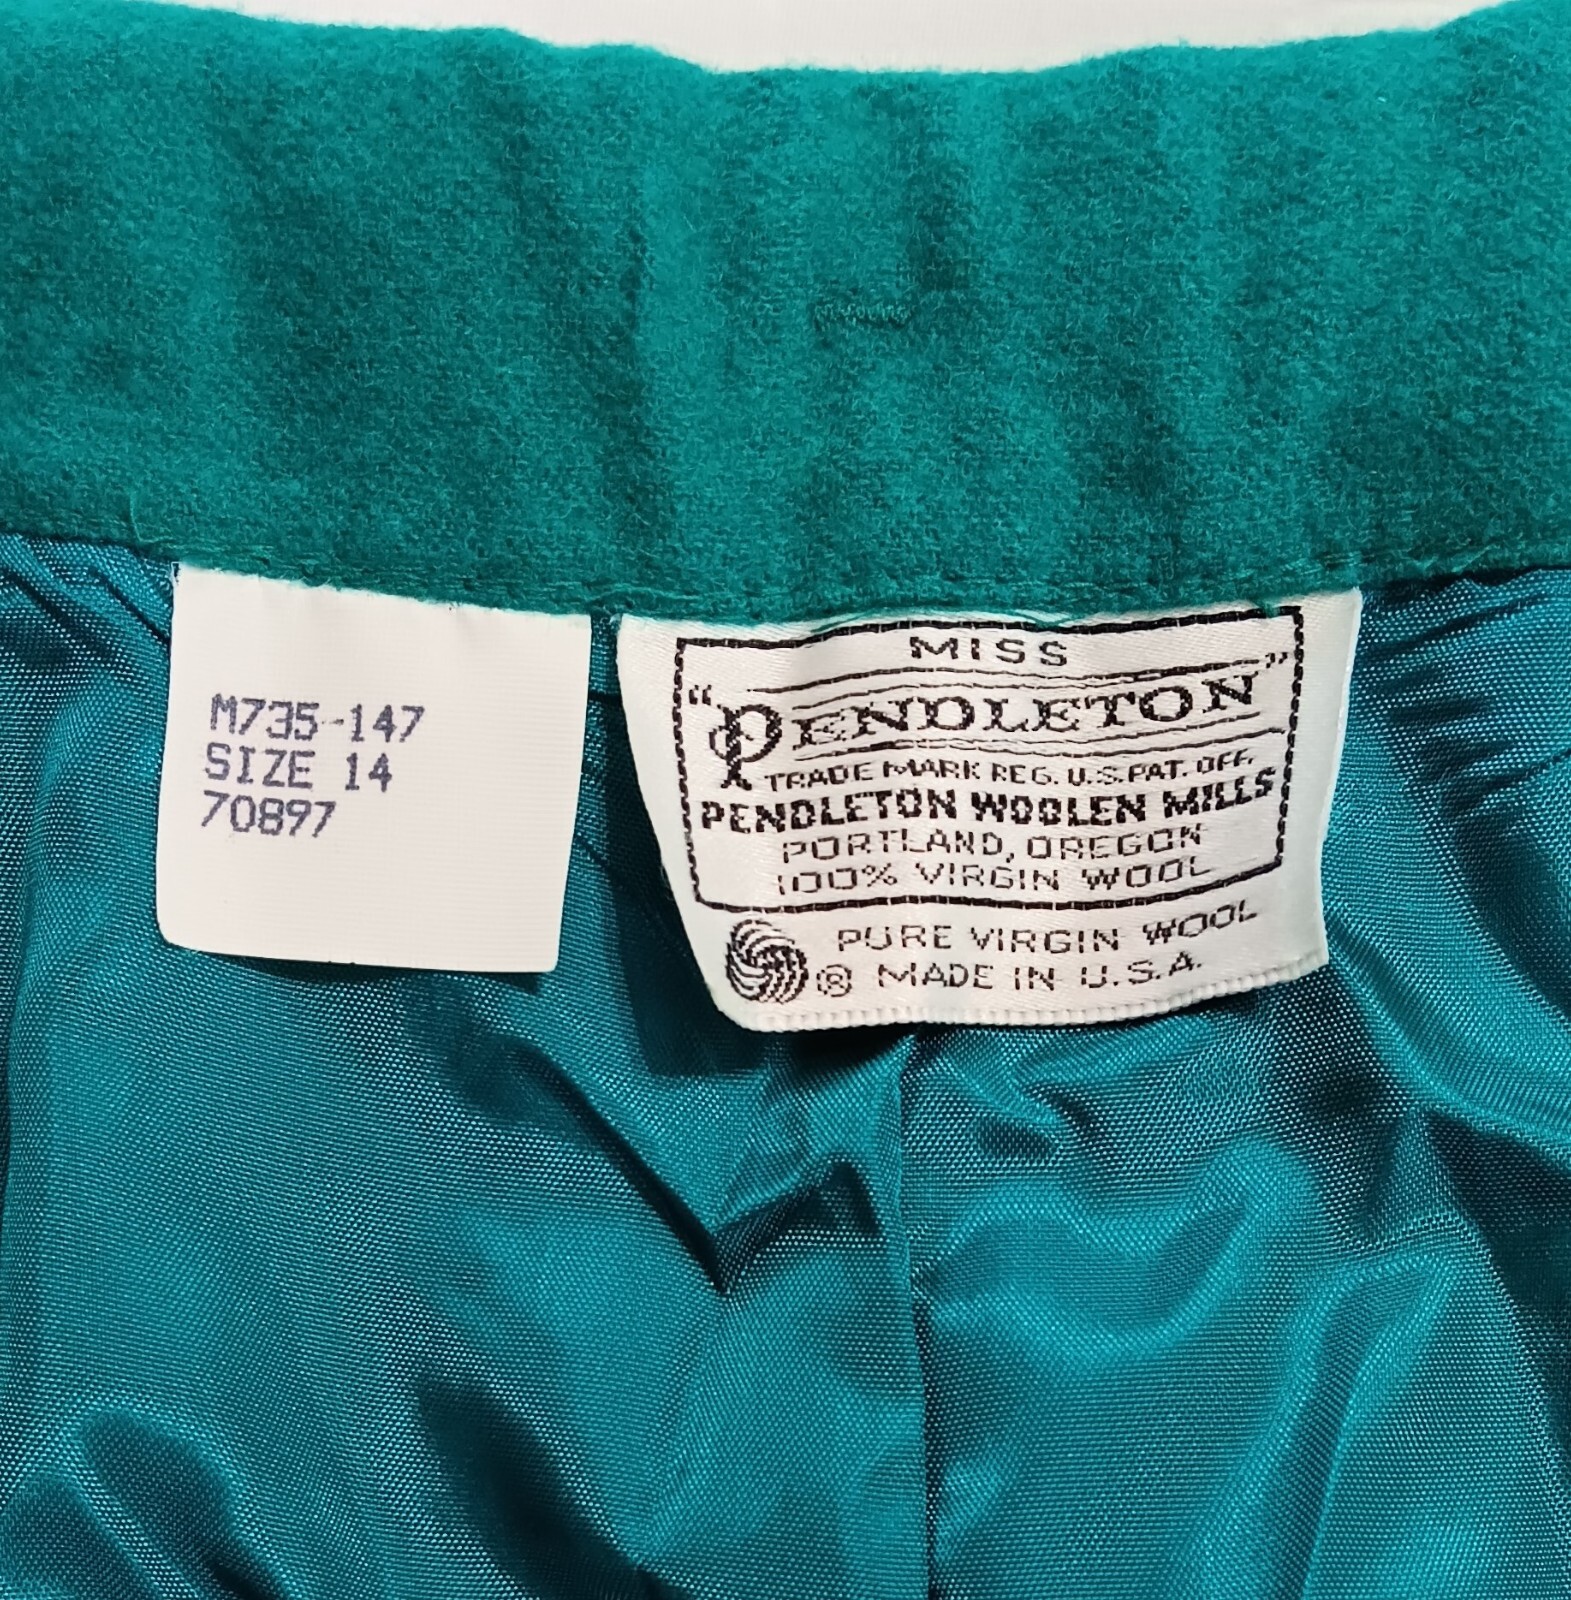 M735-147
SIZE 14
70897
MISS
"PENDLETON"
TRADE MARK REG. U.S. PAT. OFF.
PENDLETON WOOLEN MILLS
PORTLAND, OREGON
100% VIRGIN WOOL
PURE VIRGIN WOOL
® MADE IN U.S.A.